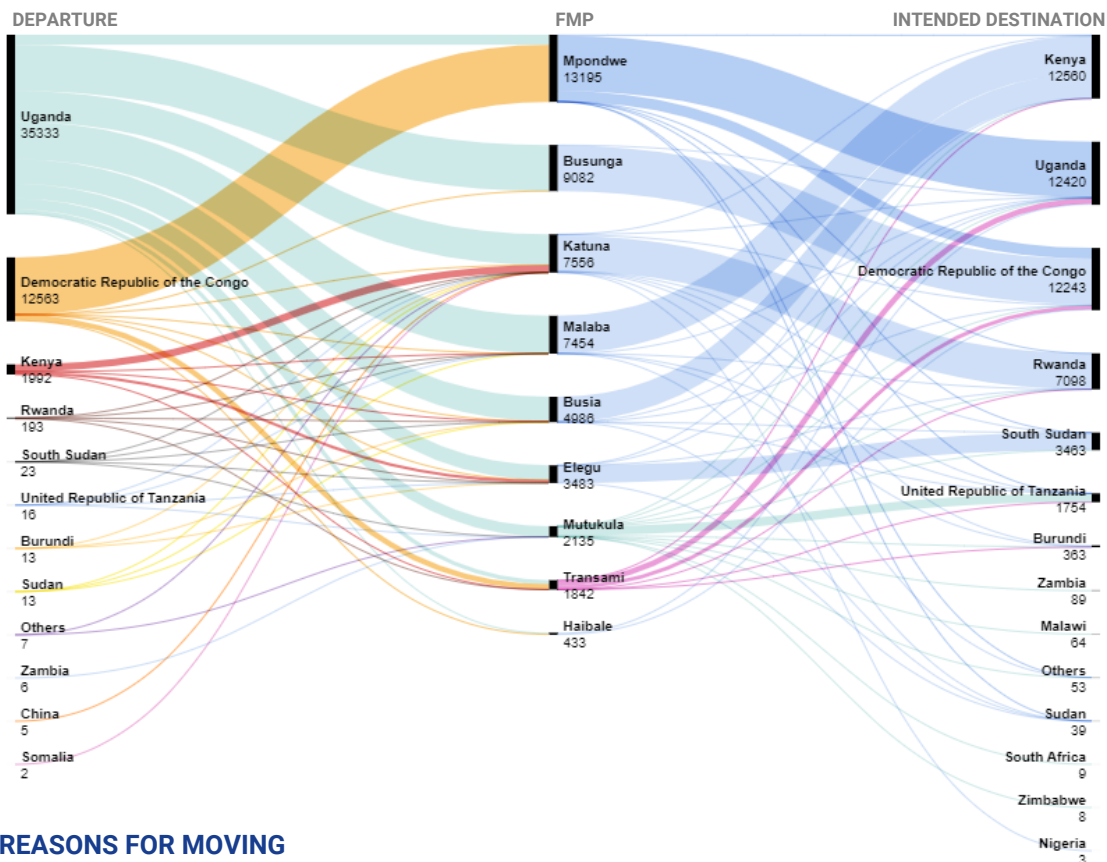 DEPARTURE
FMP
INTENDED DESTINATION
Uganda
35333
Democratic Republic of the Congo
12563
Kenya
1992
Rwanda
193
South Sudan
23
United Republic of Tanzania
16
Burundi
13
Sudan
13
Others
7
Zambia
6
China
5
Somalia
2
Mpondwe
13195
Busunga
9082
Katuna
7556
Malaba
7454
Busia
4986
Elegu
3483
Mutukula
2135
Transami
1842
Haibale
433
Kenya
12560
Uganda
12420
Democratic Republic of the Congo
12243
Rwanda
7098
South Sudan
3463
United Republic of Tanzania
1754
Burundi
363
Zambia
89
Malawi
64
Others
53
Sudan
39
South Africa
9
Zimbabwe
8
Nigeria
3
REASONS FOR MOVING